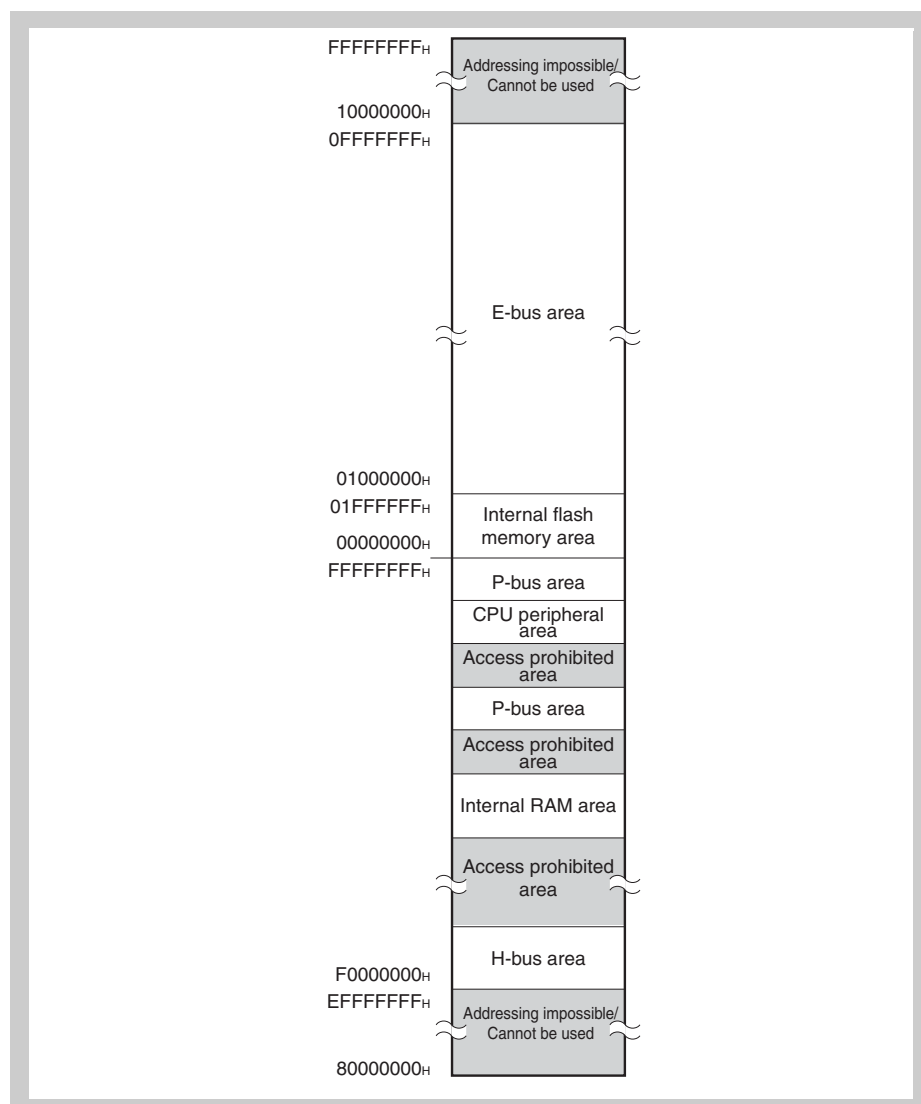 FFFFFFFFH
Addressing impossible/
Cannot be used
10000000H
0FFFFFFFH
E-bus area
01000000H
01FFFFFFH
Internal flash
memory area
00000000H
FFFFFFFFH
P-bus area
CPU peripheral
area
Access prohibited
area
P-bus area
Access prohibited
area
Internal RAM area
Access prohibited
area
H-bus area
F0000000H
EFFFFFFFH
Addressing impossible/
Cannot be used
80000000H